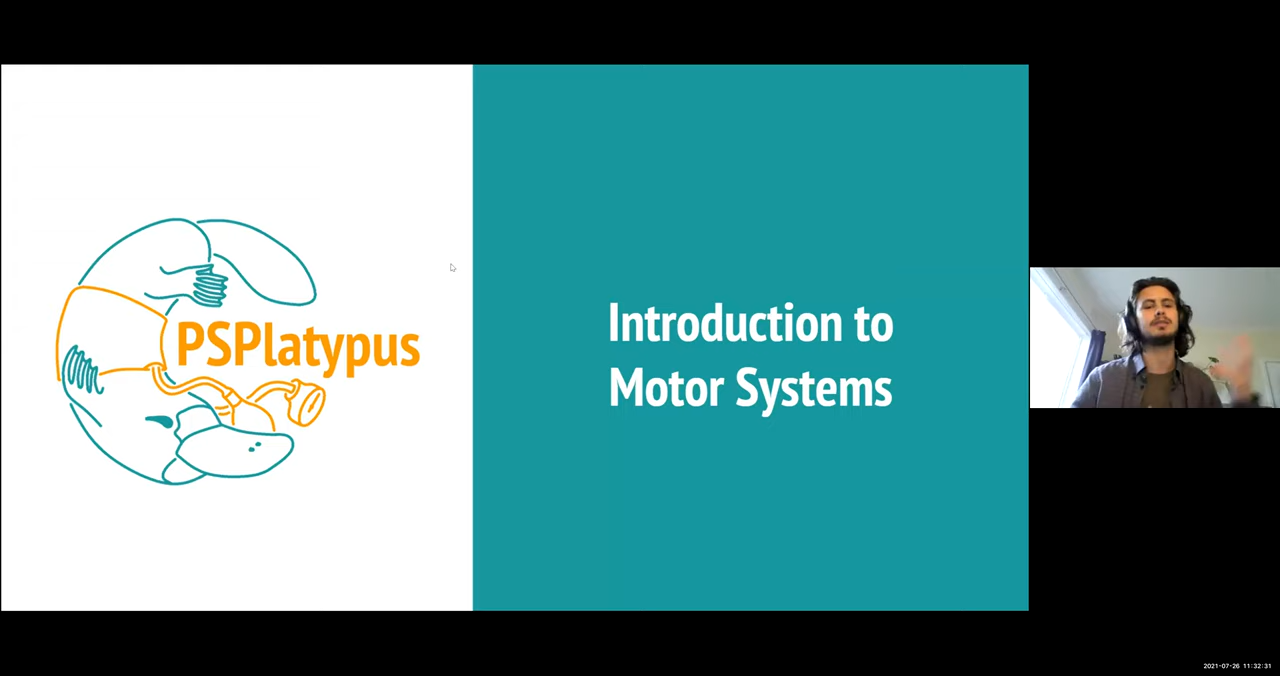 PSPlatypus
Introduction to
Motor Systems
2021-07-26 11:32:31